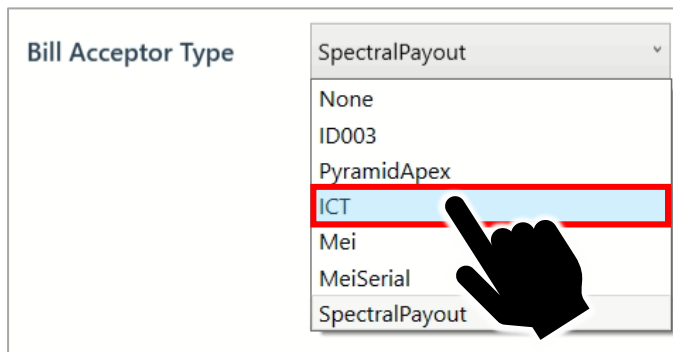 Bill Acceptor Type
SpectralPayout
None
ID003
PyramidApex
ICT
Mei
MeiSerial
SpectralPayout